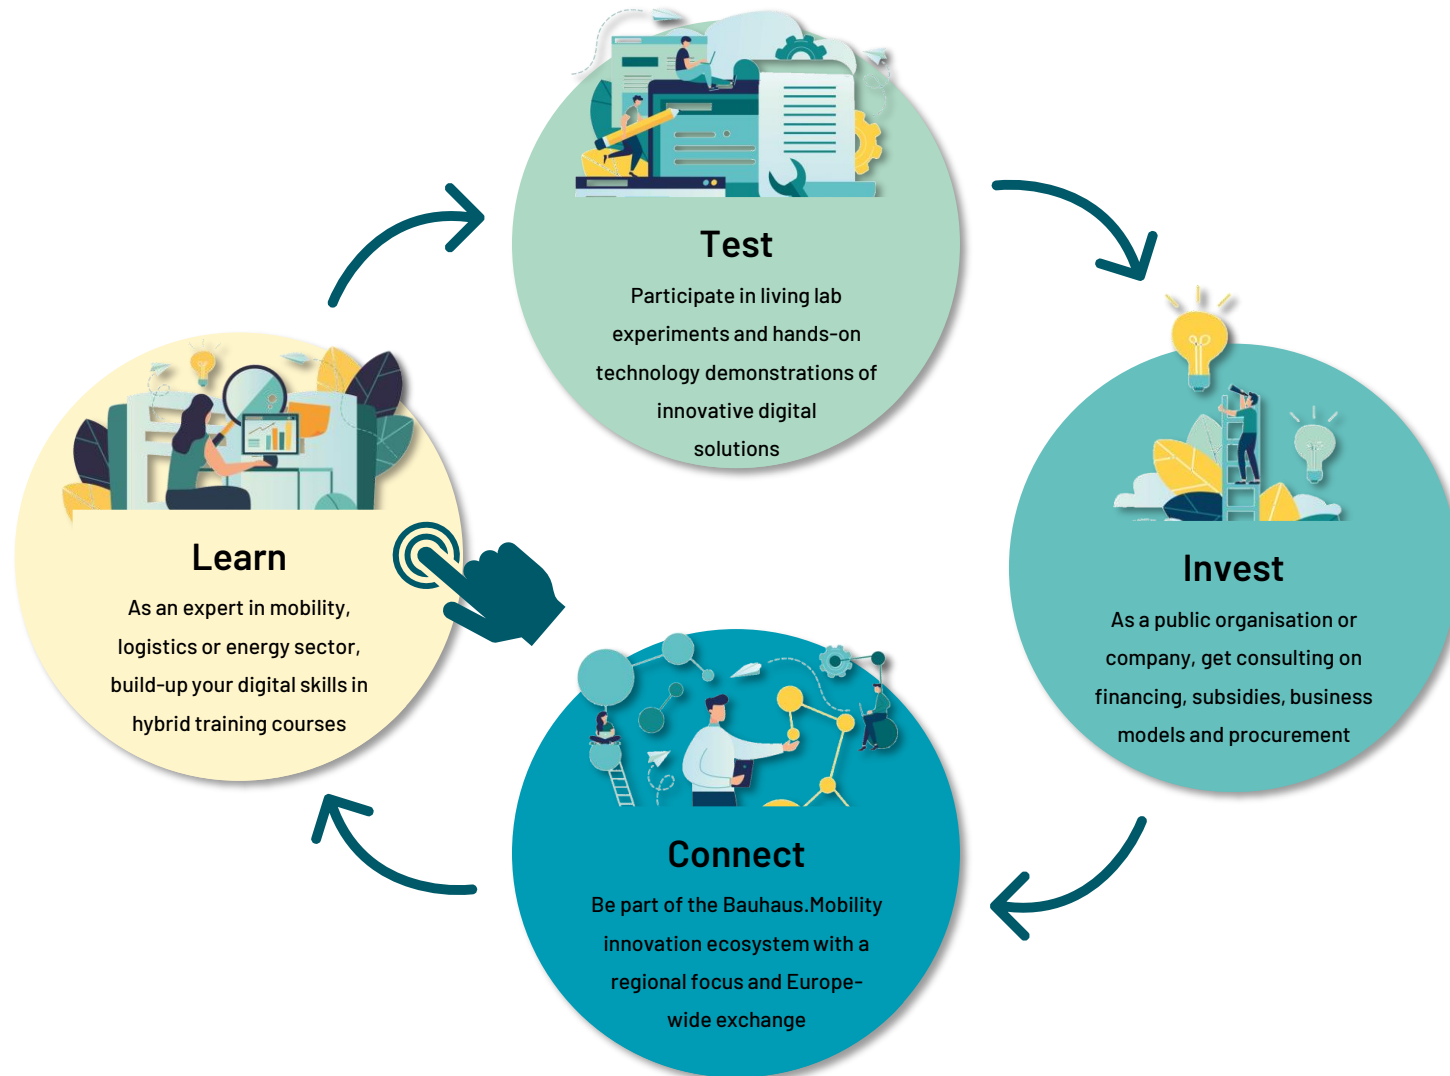 Test
Participate in living lab
experiments and hands-on
technology demonstrations of
innovative digital
solutions
Learn
As an expert in mobility,
logistics or energy sector,
build-up your digital skills in
hybrid training courses
Invest
As a public organisation or
company, get consulting on
financing, subsidies, business
models and procurement
Connect
Be part of the Bauhaus.Mobility
innovation ecosystem with a
regional focus and Europe-
wide exchange